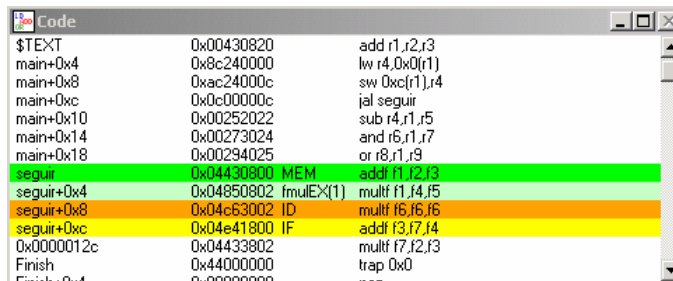 Code
$TEXT 0x00430820 add r1,r2,r3
main+0x4 0x8c240000 lw r4,0x0(r1)
main+0x8 0xac24000c sw 0xc(r1),r4
main+0xc 0x0c00000c jal seguir
main+0x10 0x00252022 sub r4,r1,r5
main+0x14 0x00273024 and r6,r1,r7
main+0x18 0x00294025 or r8,r1,r9
seguir 0x04430800 MEM addf f1,f2,f3
seguir+0x4 0x04850802 fmulEX(1) multf f1,f4,f5
seguir+0x8 0x04c63002 ID multf f6,f6,f6
seguir+0xc 0x04e41800 IF addf f3,f7,f4
0x0000012c 0x04433802 multf f7,f2,f3
Finish 0x44000000 trap 0x0